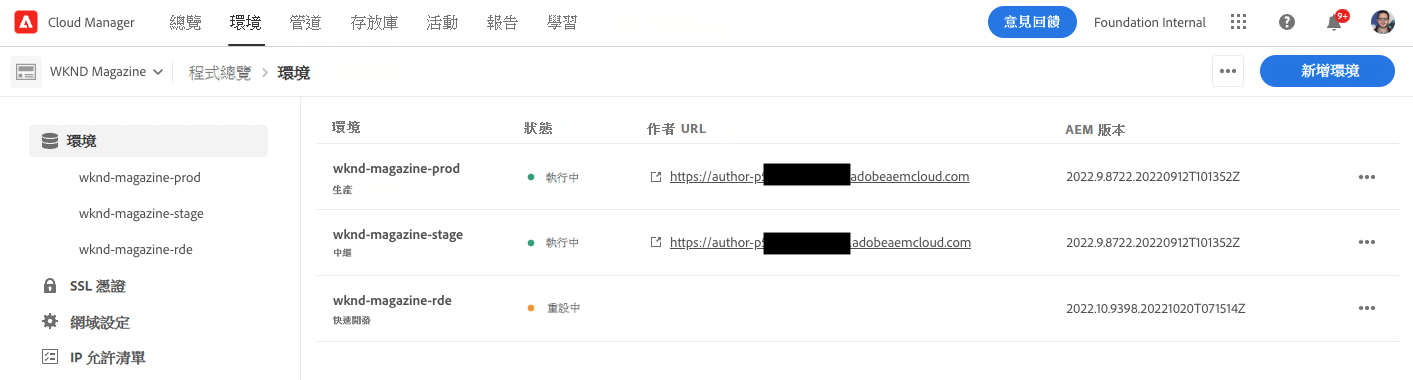 Cloud Manager 總覽 環境 管道 存放庫 活動 報告 學習 意見回饋 Foundation Internal 9+
WKND Magazine 程式總覽 環境 新增環境
環境
wknd-magazine-prod
wknd-magazine-stage
wknd-magazine-rde
SSL 憑證
網域設定
IP 允許清單
環境 狀態 作者 URL AEM 版本
wknd-magazine-prod
生產
執行中 https://author-p5 .adobeaemcloud.com 2022.9.8722.20220912T101352Z
wknd-magazine-stage
中繼
執行中 https://author-p5 .adobeaemcloud.com 2022.9.8722.20220912T101352Z
wknd-magazine-rde
快速開發
重設中 2022.10.9398.20221020T071514Z